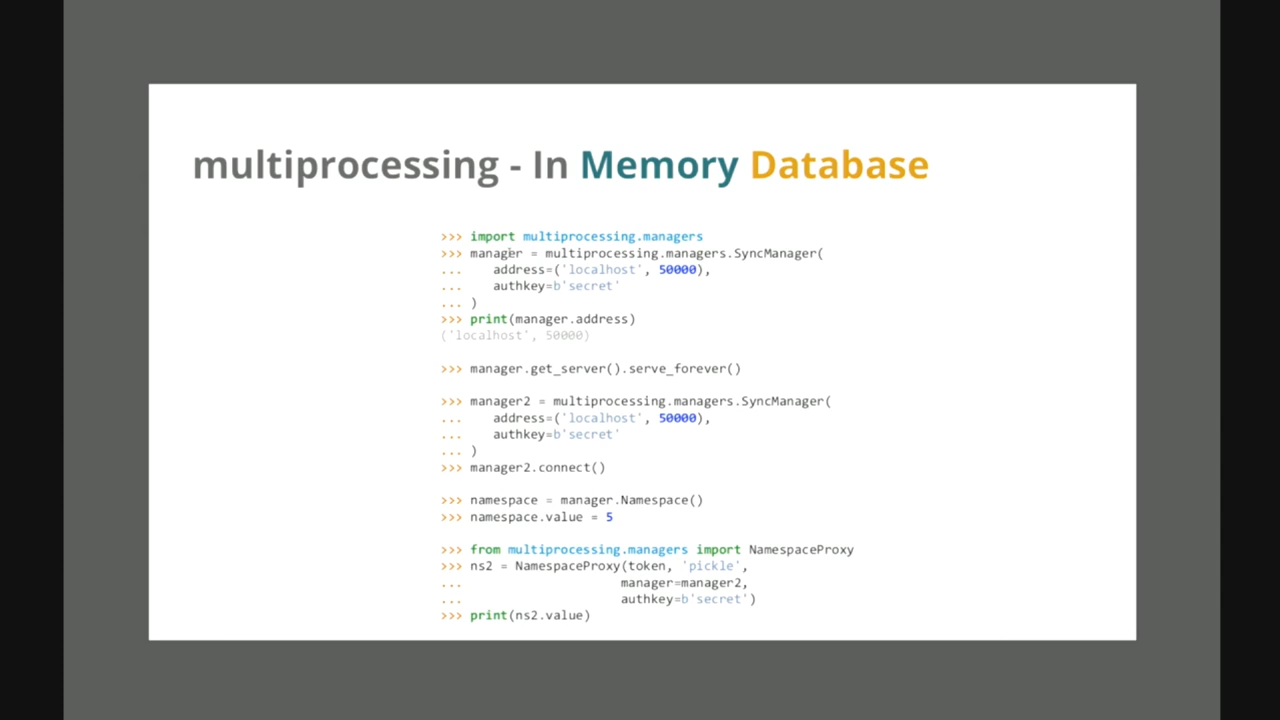 multiprocessing - In Memory Database
>>> import multiprocessing.managers
>>> manager = multiprocessing.managers.SyncManager(
...    address=('localhost', 50000),
...    authkey=b'secret'
... )
>>> print(manager.address)
('localhost', 50000)
>>> manager.get_server().serve_forever()
>>> manager2 = multiprocessing.managers.SyncManager(
...    address=('localhost', 50000),
...    authkey=b'secret'
... )
>>> manager2.connect()
>>> namespace = manager.Namespace()
>>> namespace.value = 5
>>> from multiprocessing.managers import NamespaceProxy
>>> ns2 = NamespaceProxy(token, 'pickle',
...                     manager=manager2,
...                     authkey=b'secret')
>>> print(ns2.value)